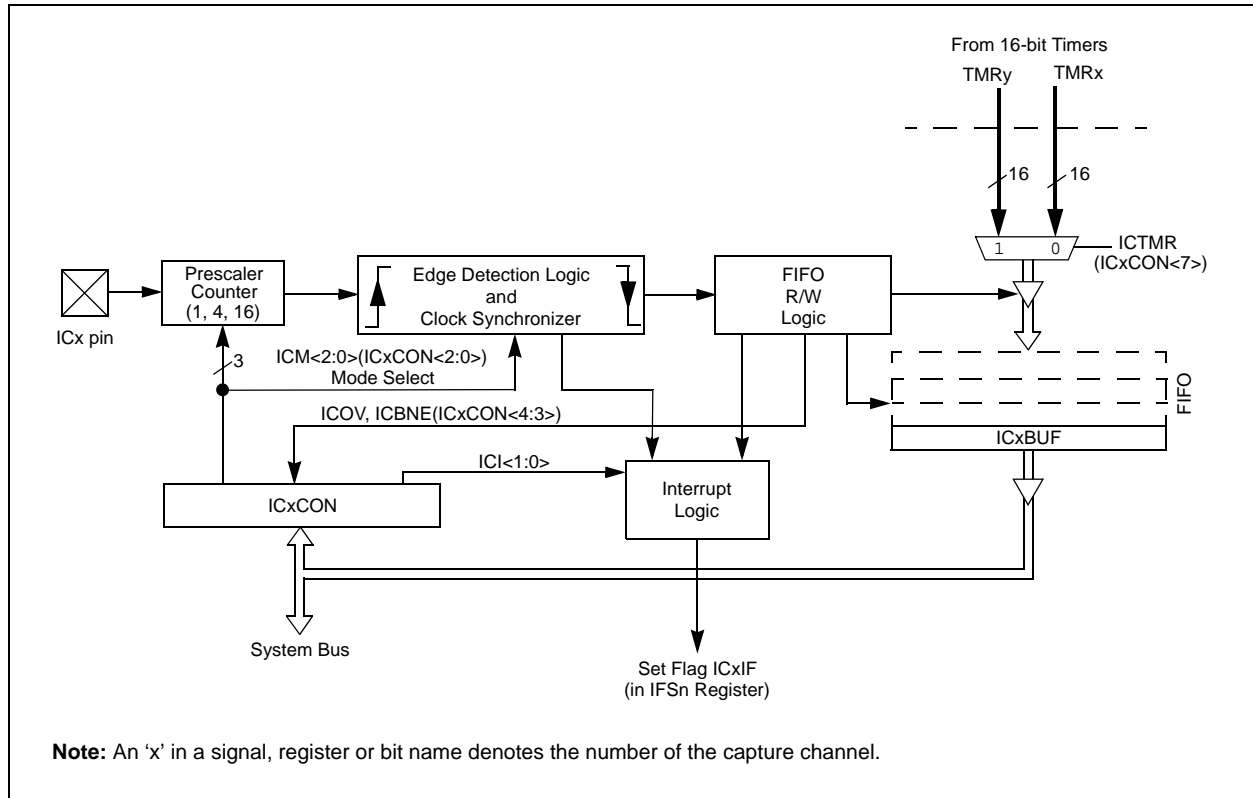 From 16-bit Timers
TMRy TMRx
16 16
1 0
ICTMR
(ICxCON<7>)
Prescaler
Counter
(1, 4, 16)
Edge Detection Logic
and
Clock Synchronizer
FIFO
R/W
Logic
ICx pin
3
ICM<2:0>(ICxCON<2:0>)
Mode Select
FIFO
ICOV, ICBNE(ICxCON<4:3>)
ICxBUF
ICI<1:0>
Interrupt
Logic
ICxCON
System Bus
Set Flag ICxIF
(in IFSn Register)
Note: An ‘x’ in a signal, register or bit name denotes the number of the capture channel.